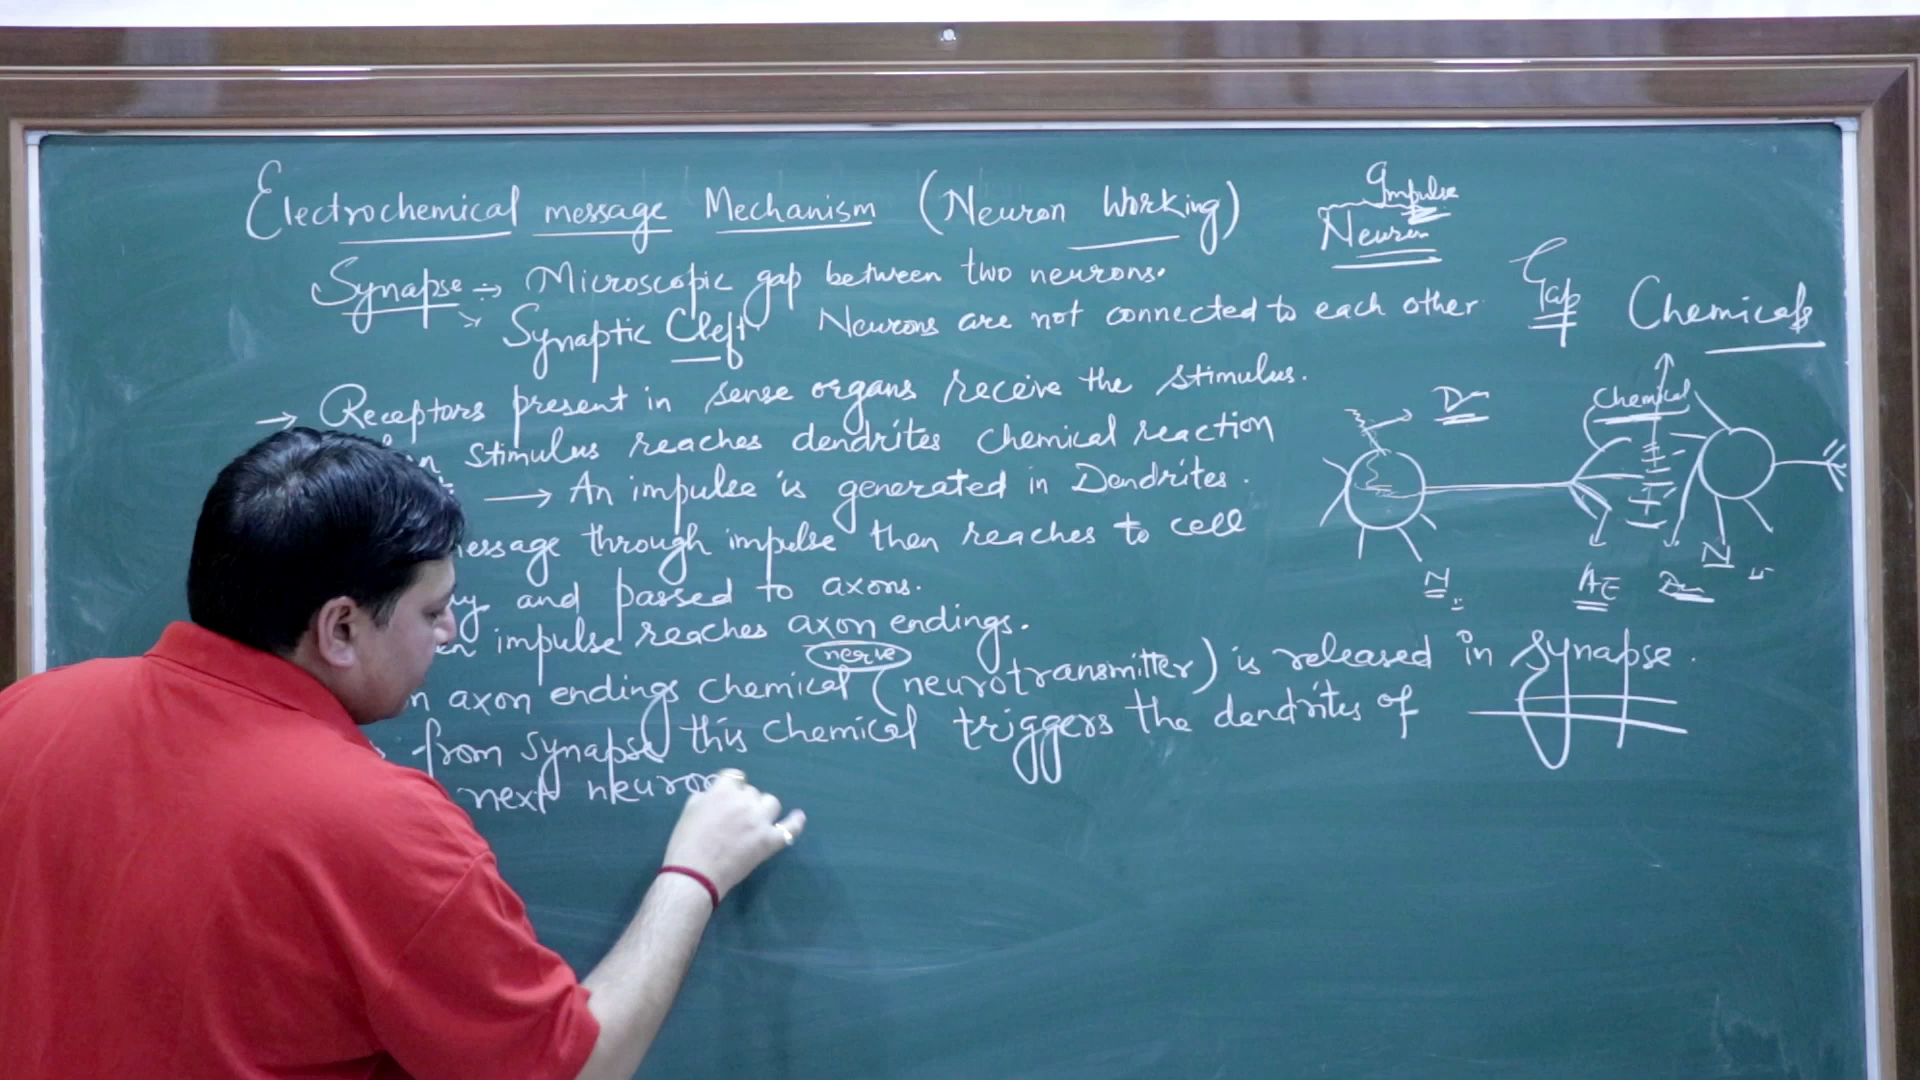 Electrochemical message Mechanism (Neuron Working)
Impulse
Neuron
Synapse :→ Microscopic gap between two neurons.
Synaptic Cleft. Neurons are not connected to each other
Gap
Chemicals
→ Receptors present in sense organs receive the stimulus.
stimulus reaches dendrites chemical reaction
→ An impulse is generated in Dendrites.
essage through impulse then reaches to cell
y and passed to axons.
en impulse reaches axon endings.
nerve
n axon endings chemical (neurotransmitter) is released in synapse.
from synapse this chemical triggers the dendrites of
next neuron
Chemical
N
AE
N